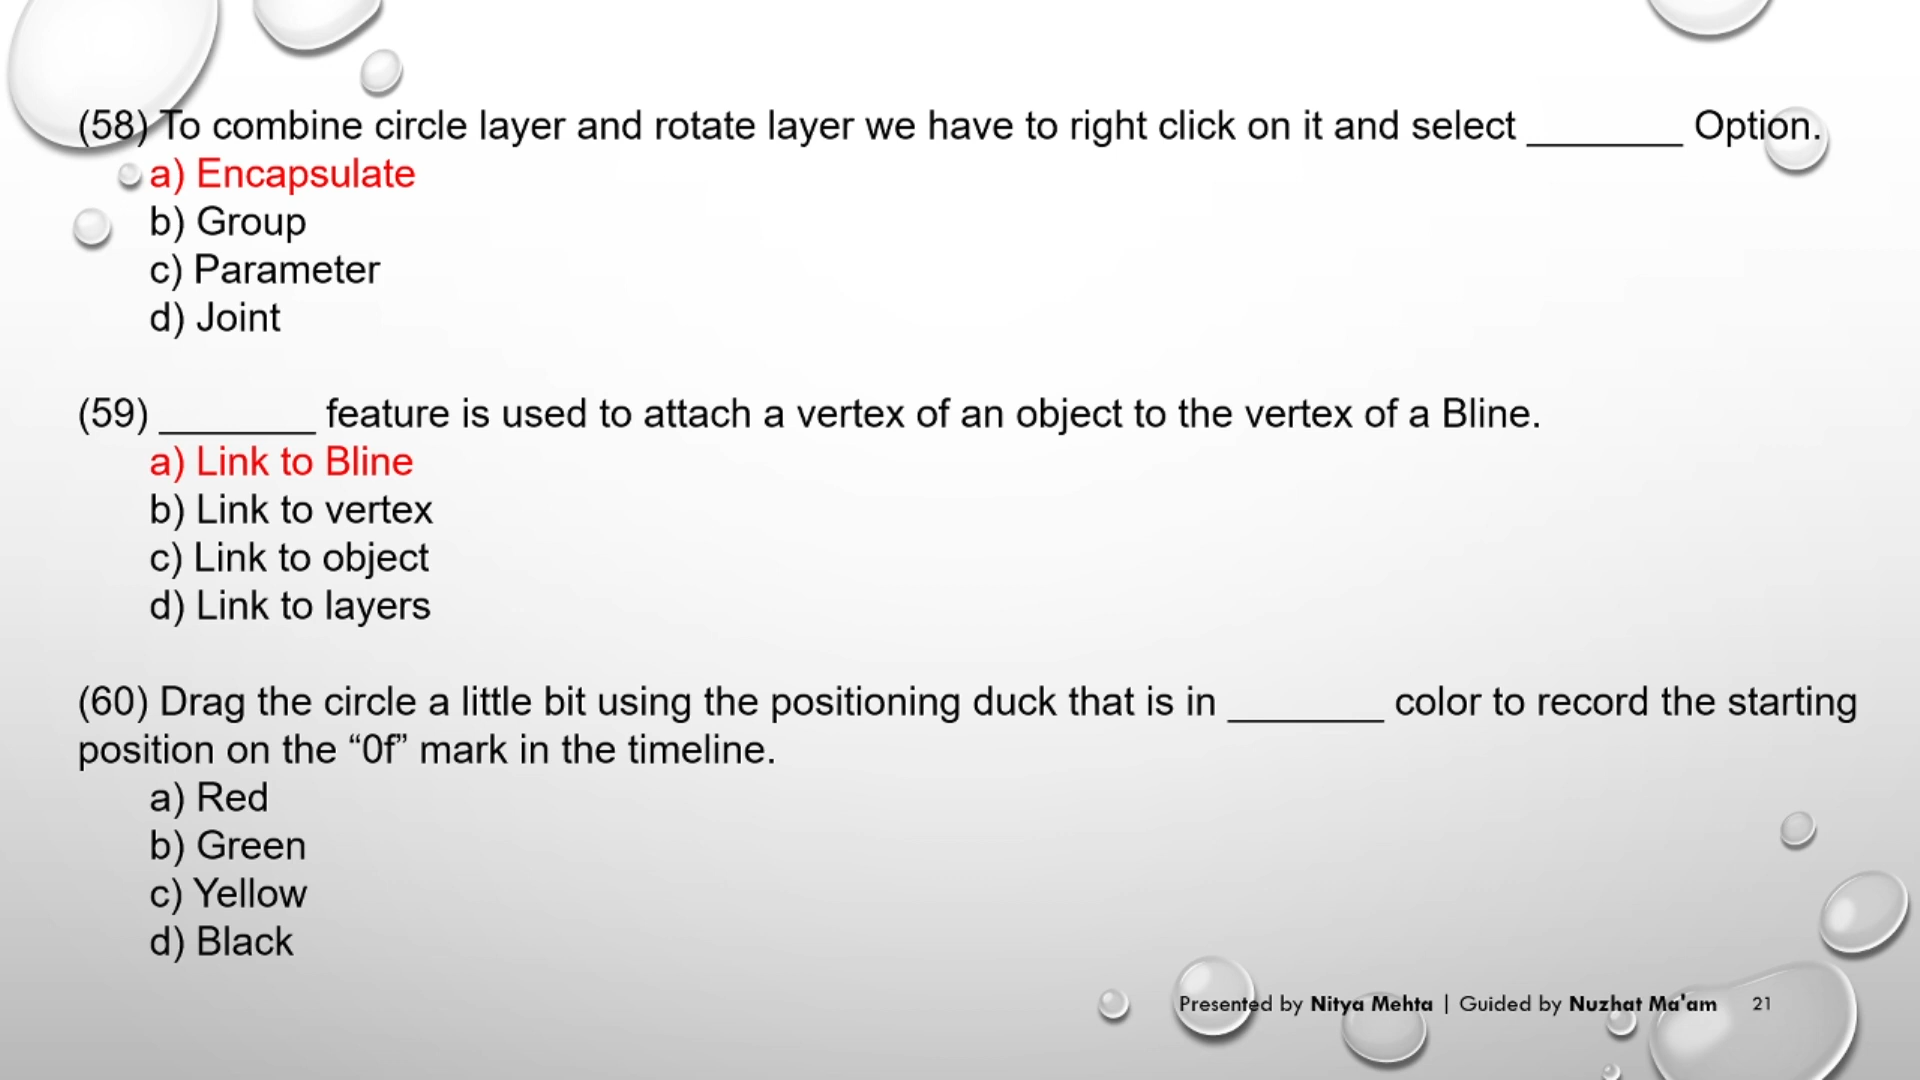 (58) To combine circle layer and rotate layer we have to right click on it and select _______ Option.
a) Encapsulate
b) Group
c) Parameter
d) Joint
(59) _______ feature is used to attach a vertex of an object to the vertex of a Bline.
a) Link to Bline
b) Link to vertex
c) Link to object
d) Link to layers
(60) Drag the circle a little bit using the positioning duck that is in _______ color to record the starting
position on the “0f” mark in the timeline.
a) Red
b) Green
c) Yellow
d) Black
Presented by Nitya Mehta | Guided by Nuzhat Ma'am 21